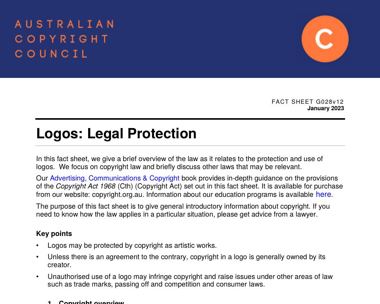 AUSTRALIAN
COPYRIGHT
COUNCIL
C
FACT SHEET G028v12
January 2023
Logos: Legal Protection
In this fact sheet, we give a brief overview of the law as it relates to the protection and use of
logos. We focus on copyright law and briefly discuss other laws that may be relevant.
Our Advertising, Communications & Copyright book provides in-depth guidance on the provisions
of the Copyright Act 1968 (Cth) (Copyright Act) set out in this fact sheet. It is available for purchase
from our website: copyright.org.au. Information about our education programs is available here.
The purpose of this fact sheet is to give general introductory information about copyright. If you
need to know how the law applies in a particular situation, please get advice from a lawyer.
Key points
• Logos may be protected by copyright as artistic works.
• Unless there is an agreement to the contrary, copyright in a logo is generally owned by its
creator.
• Unauthorised use of a logo may infringe copyright and raise issues under other areas of law
such as trade marks, passing off and competition and consumer laws.
1. Copyright overview